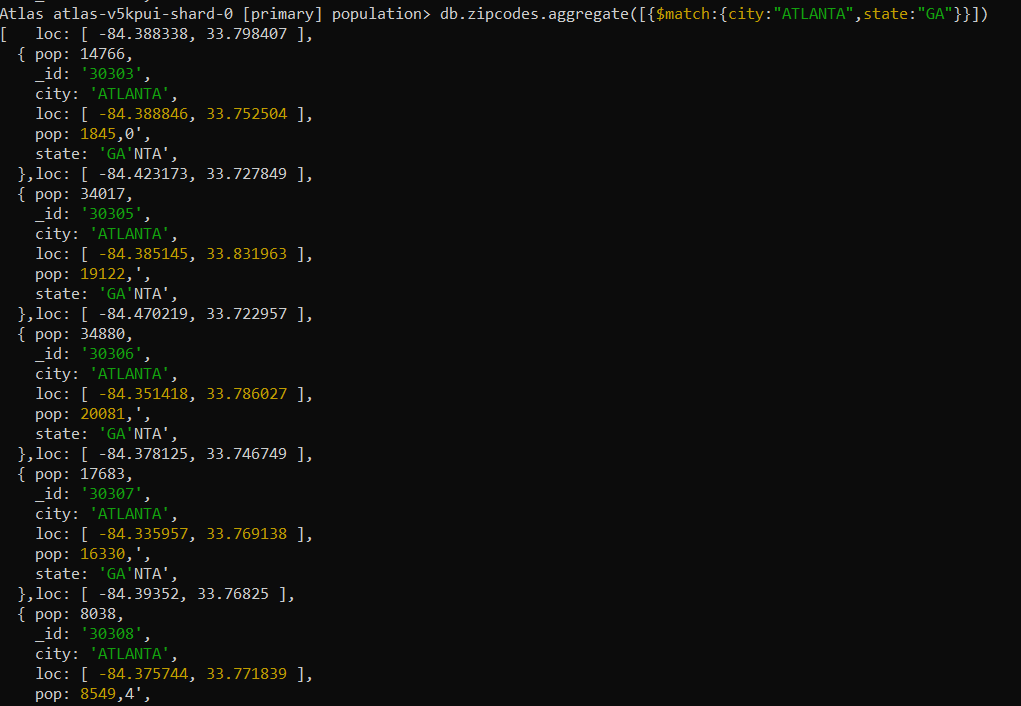 Atlas atlas-v5kpui-shard-0 [primary] population> db.zipcodes.aggregate([{$match:{city:"ATLANTA",state:"GA"}}])
[   loc: [ -84.388338, 33.798407 ],
  { pop: 14766,
    _id: '30303',
    city: 'ATLANTA',
    loc: [ -84.388846, 33.752504 ],
    pop: 1845,0',
    state: 'GA'NTA',
  },loc: [ -84.423173, 33.727849 ],
  { pop: 34017,
    _id: '30305',
    city: 'ATLANTA',
    loc: [ -84.385145, 33.831963 ],
    pop: 19122,',
    state: 'GA'NTA',
  },loc: [ -84.470219, 33.722957 ],
  { pop: 34880,
    _id: '30306',
    city: 'ATLANTA',
    loc: [ -84.351418, 33.786027 ],
    pop: 20081,',
    state: 'GA'NTA',
  },loc: [ -84.378125, 33.746749 ],
  { pop: 17683,
    _id: '30307',
    city: 'ATLANTA',
    loc: [ -84.335957, 33.769138 ],
    pop: 16330,',
    state: 'GA'NTA',
  },loc: [ -84.39352, 33.76825 ],
  { pop: 8038,
    _id: '30308',
    city: 'ATLANTA',
    loc: [ -84.375744, 33.771839 ],
    pop: 8549,4',